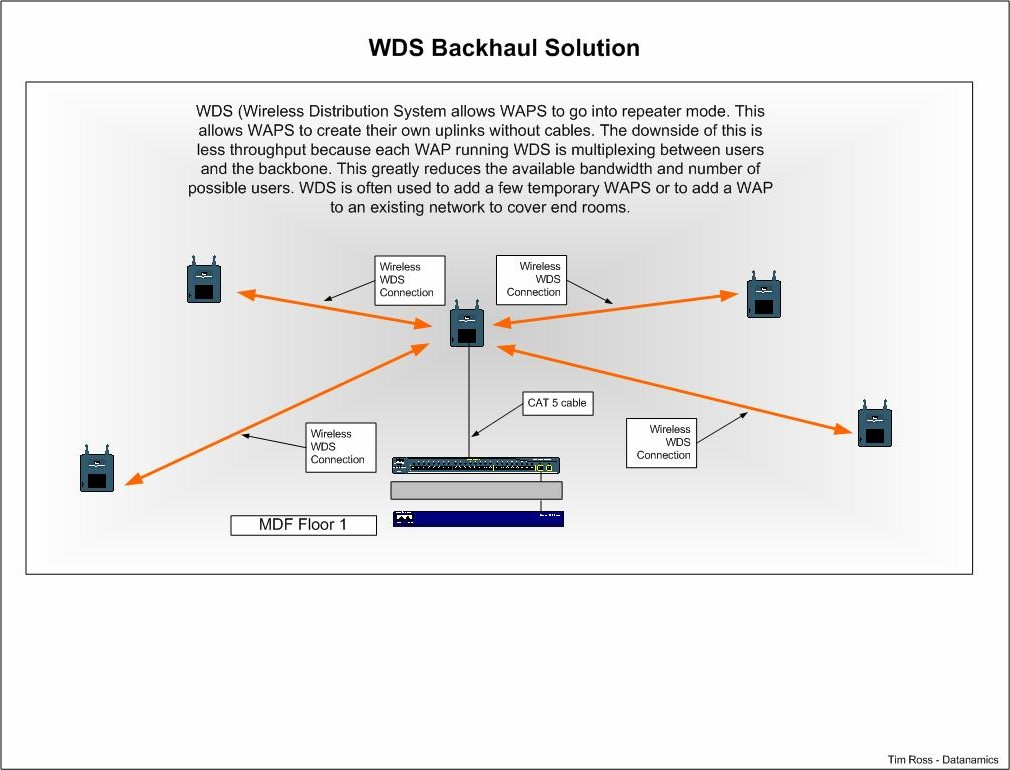 WDS Backhaul Solution
WDS (Wireless Distribution System allows WAPS to go into repeater mode. This
allows WAPS to create their own uplinks without cables. The downside of this is
less throughput because each WAP running WDS is multiplexing between users
and the backbone. This greatly reduces the available bandwidth and number of
possible users. WDS is often used to add a few temporary WAPS or to add a WAP
to an existing network to cover end rooms.
Wireless
WDS
Connection
Wireless
WDS
Connection
CAT 5 cable
Wireless
WDS
Connection
Wireless
WDS
Connection
MDF Floor 1
Tim Ross - Datanamics